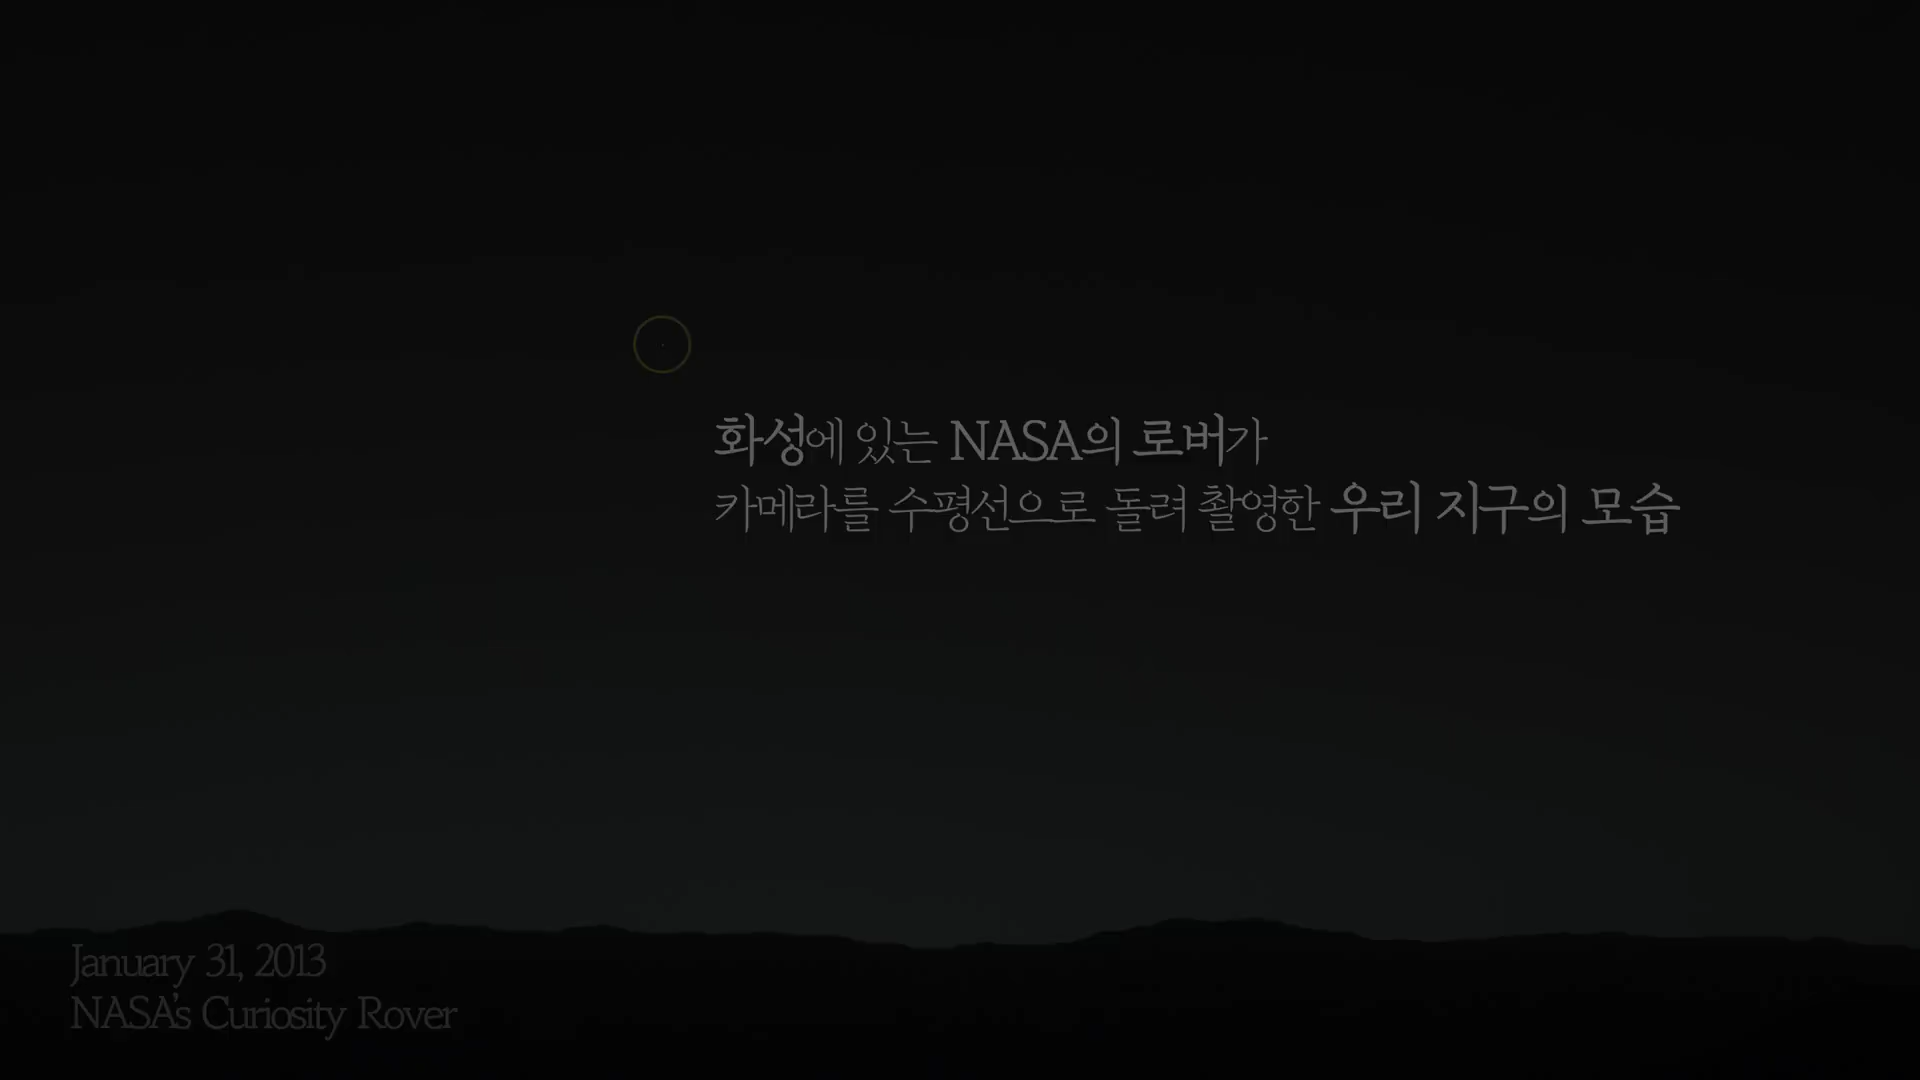 화성에 있는 NASA의 로버가
카메라를 수평선으로 돌려 촬영한 우리 지구의 모습
January 31, 2013
NASA's Curiosity Rover